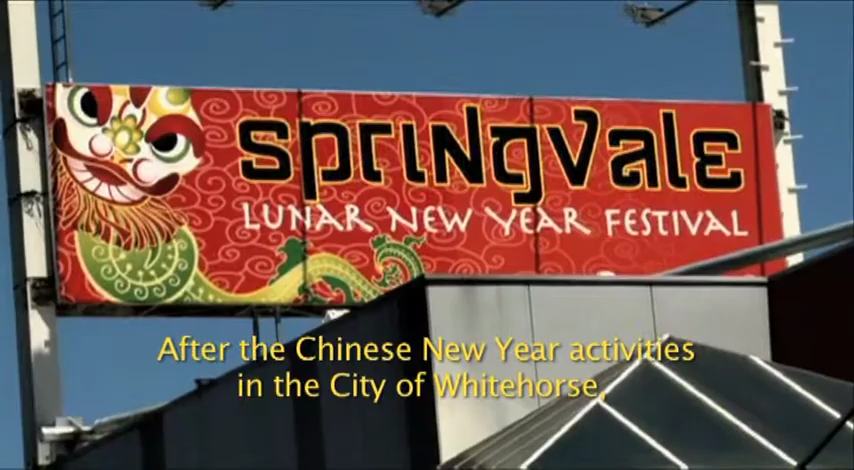 SPRINGVALE
LUNAR NEW YEAR FESTIVAL
After the Chinese New Year activities
in the City of Whitehorse,